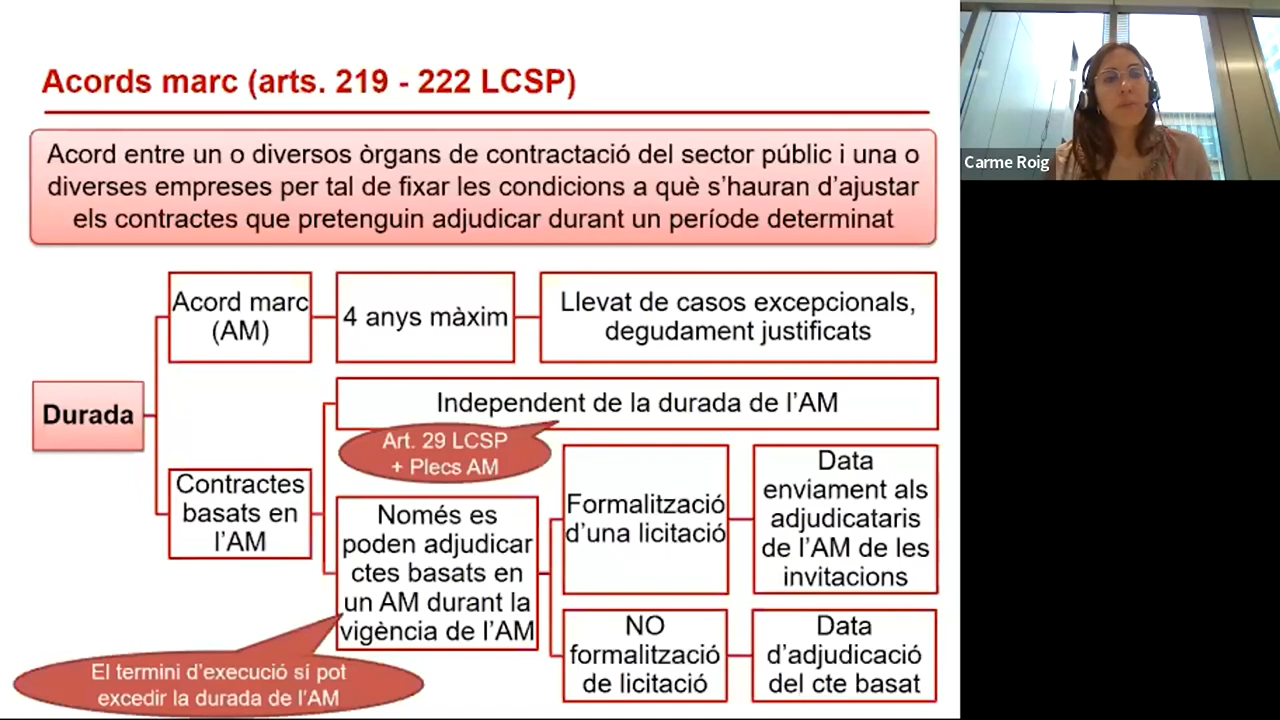 Acords marc (arts. 219 - 222 LCSP)
Acord entre un o diversos òrgans de contractació del sector públic i una o
diverses empreses per tal de fixar les condicions a què s’hauran d’ajustar
els contractes que pretenguin adjudicar durant un període determinat
Durada
Acord marc
(AM)
4 anys màxim
Llevat de casos excepcionals,
degudament justificats
Contractes
basats en
l’AM
Independent de la durada de l’AM
Art. 29 LCSP
+ Plecs AM
Només es
poden adjudicar
ctes basats en
un AM durant la
vigència de l’AM
El termini d’execució sí pot
excedir la durada de l’AM
Formalització
d’una licitació
Data
enviament als
adjudicataris
de l’AM de les
invitacions
NO
formalització
de licitació
Data
d’adjudicació
del cte basat
Carme Roig